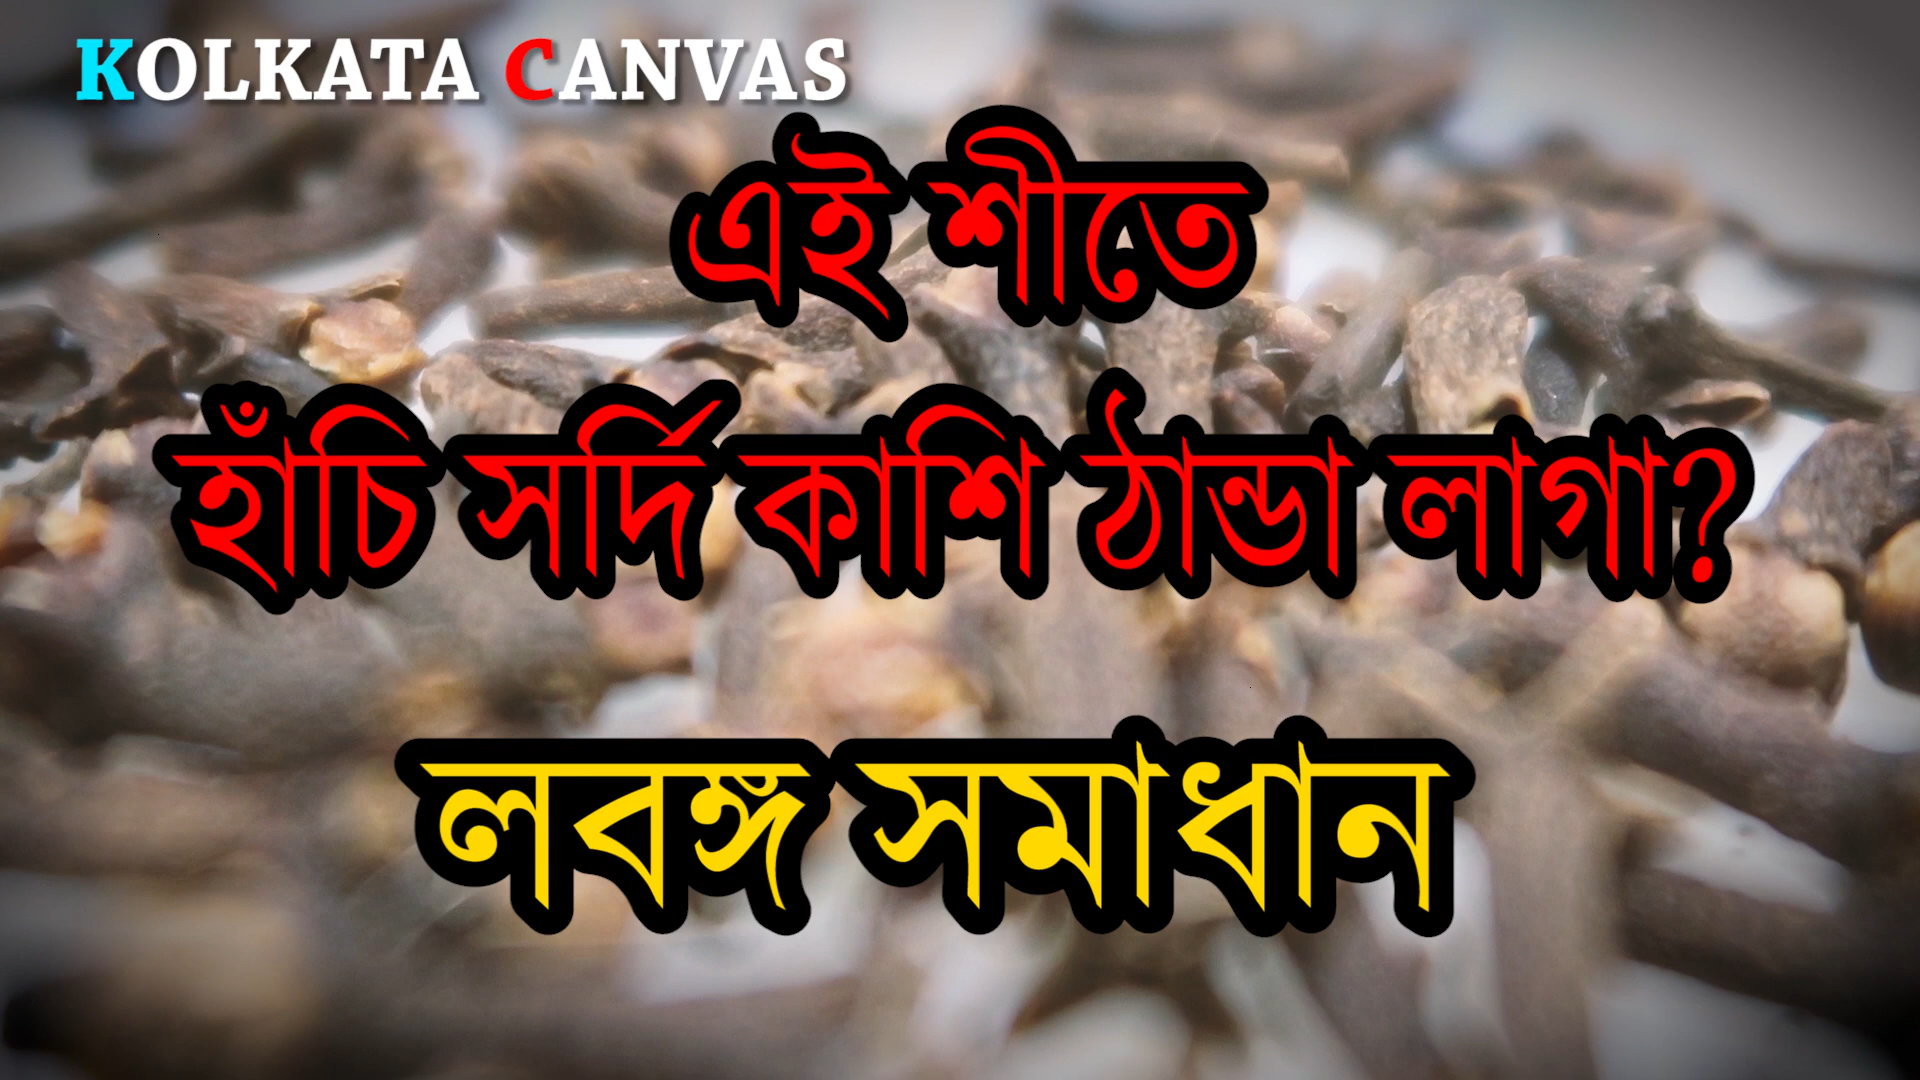 KOLKATA CANVAS
এই শীতে
হাঁচি সর্দি কাশি ঠান্ডা লাগা?
লবঙ্গ সমাধান